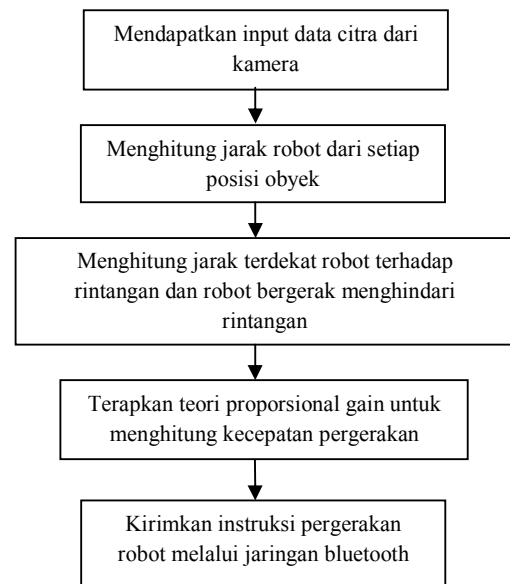 Mendapatkan input data citra dari
kamera
Menghitung jarak robot dari setiap
posisi obyek
Menghitung jarak terdekat robot terhadap
rintangan dan robot bergerak menghindari
rintangan
Terapkan teori proporsional gain untuk
menghitung kecepatan pergerakan
Kirimkan instruksi pergerakan
robot melalui jaringan bluetooth